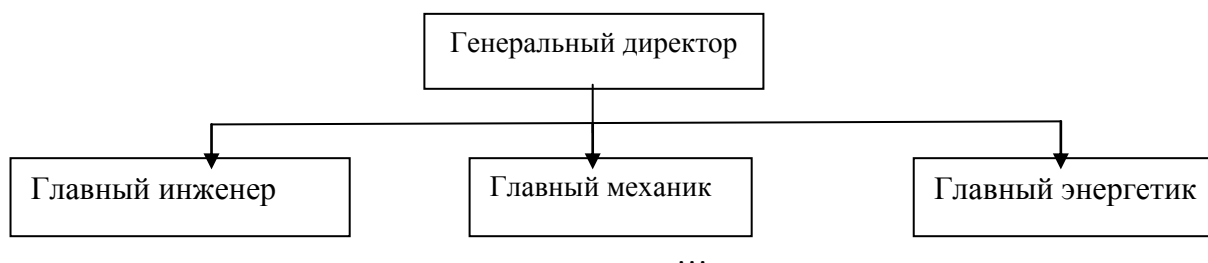 Генеральный директор
Главный инженер
Главный механик
Главный энергетик
...